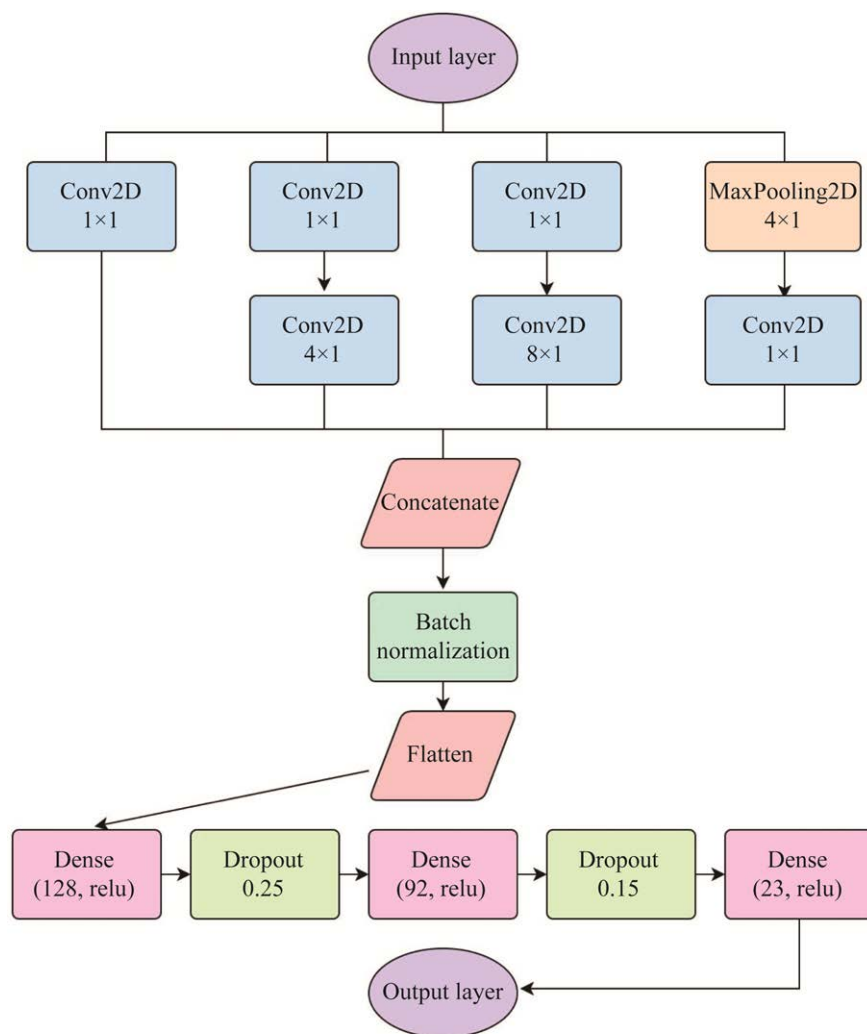 Input layer
Conv2D
1×1
Conv2D
1×1
Conv2D
1×1
MaxPooling2D
4×1
Conv2D
4×1
Conv2D
8×1
Conv2D
1×1
Concatenate
Batch
normalization
Flatten
Dense
(128, relu)
Dropout
0.25
Dense
(92, relu)
Dropout
0.15
Dense
(23, relu)
Output layer